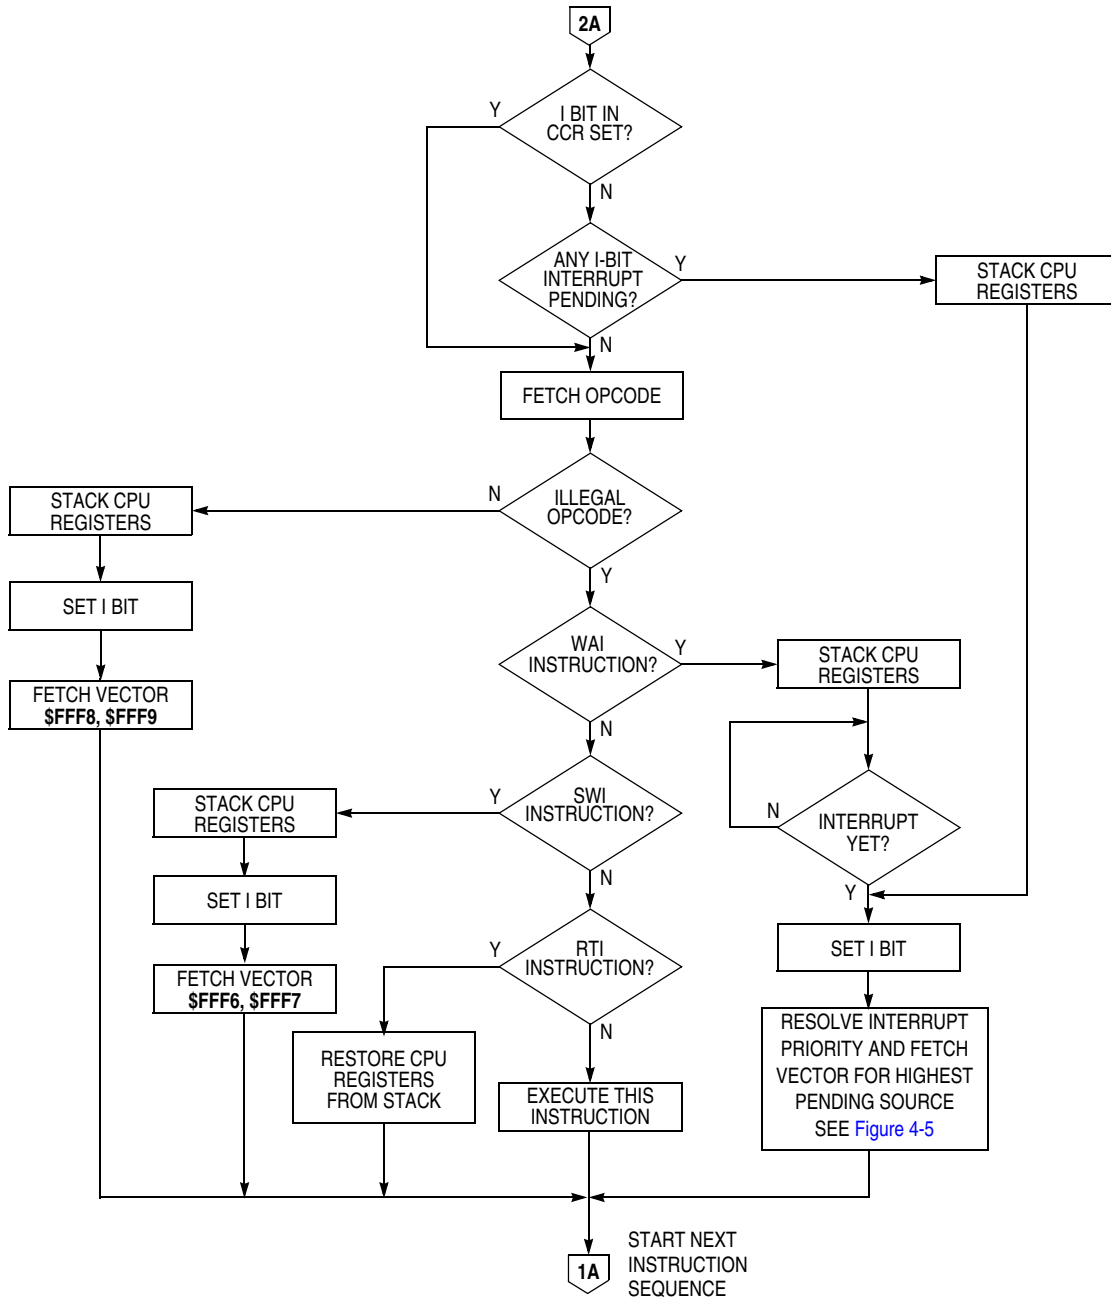 2A
I BIT IN
CCR SET?
Y
N
ANY I-BIT
INTERRUPT
PENDING?
Y
N
STACK CPU
REGISTERS
FETCH OPCODE
ILLEGAL
OPCODE?
N
Y
STACK CPU
REGISTERS
SET I BIT
FETCH VECTOR
$FFF8, $FFF9
WAI
INSTRUCTION?
Y
N
STACK CPU
REGISTERS
INTERRUPT
YET?
N
Y
SWI
INSTRUCTION?
Y
N
STACK CPU
REGISTERS
SET I BIT
FETCH VECTOR
$FFF6, $FFF7
RTI
INSTRUCTION?
Y
N
RESTORE CPU
REGISTERS
FROM STACK
EXECUTE THIS
INSTRUCTION
SET I BIT
RESOLVE INTERRUPT
PRIORITY AND FETCH
VECTOR FOR HIGHEST
PENDING SOURCE
SEE Figure 4-5
1A
START NEXT
INSTRUCTION
SEQUENCE